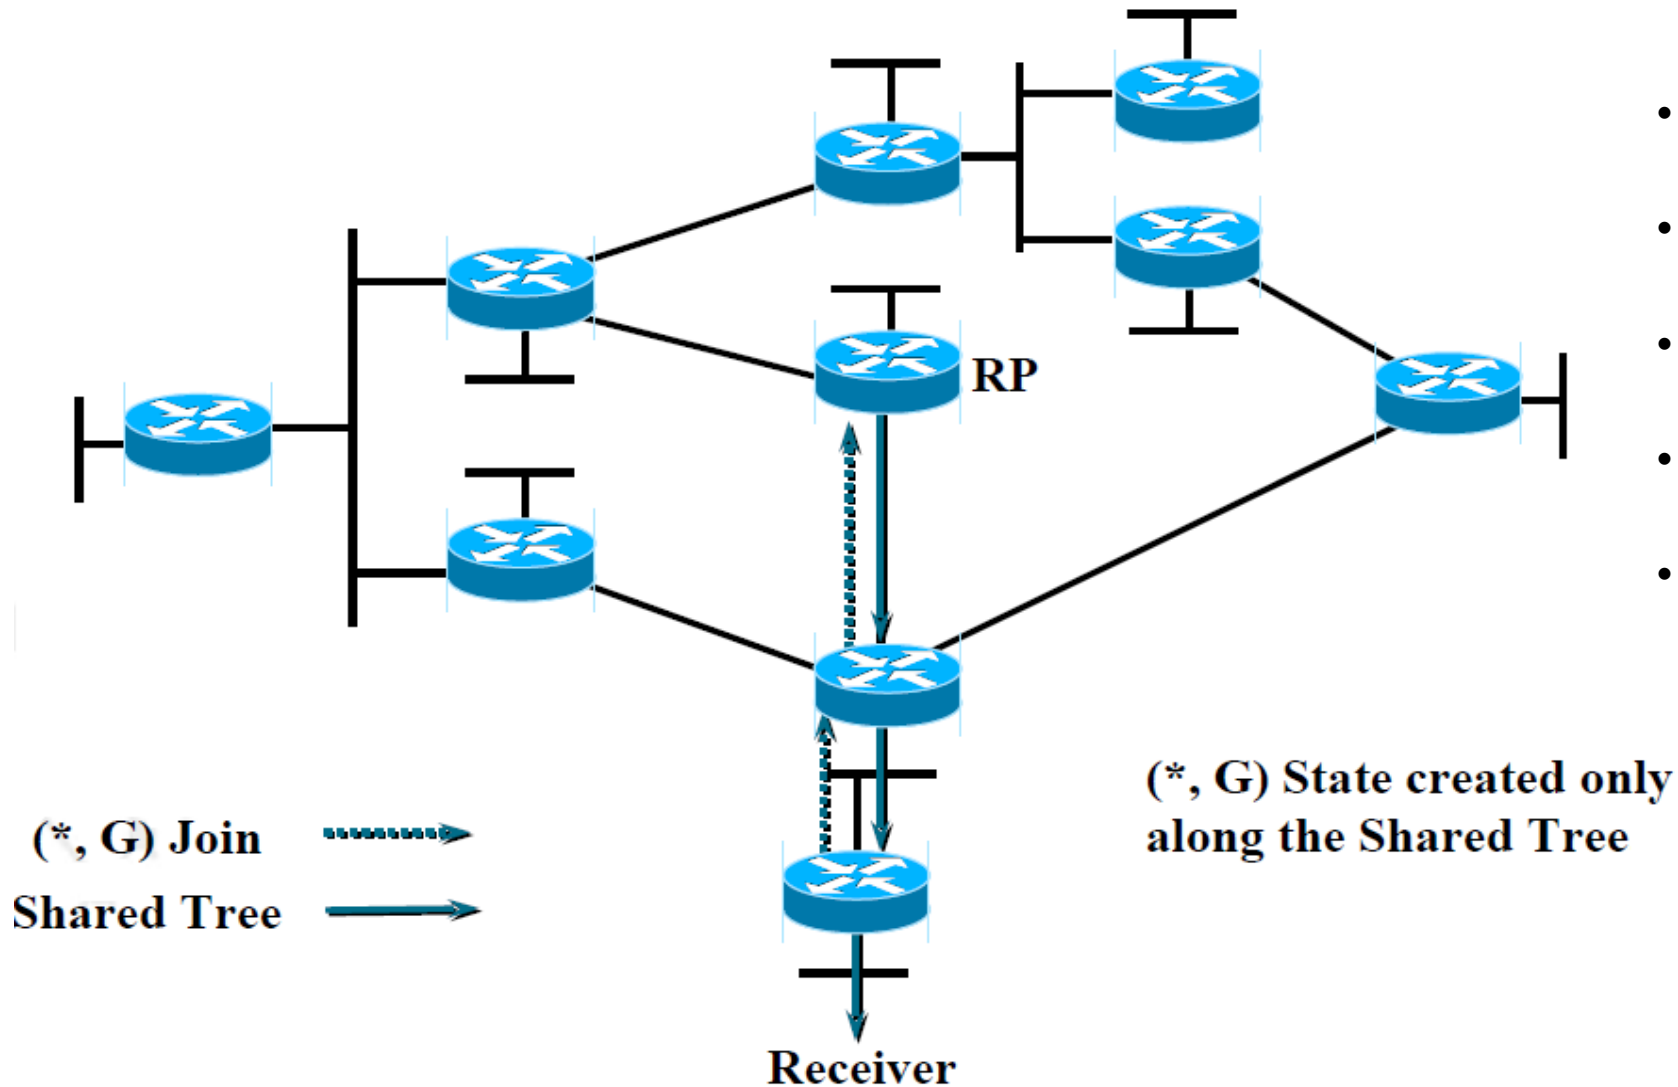 RP
(*, G) State created only
along the Shared Tree
(*, G) Join
Shared Tree
Receiver